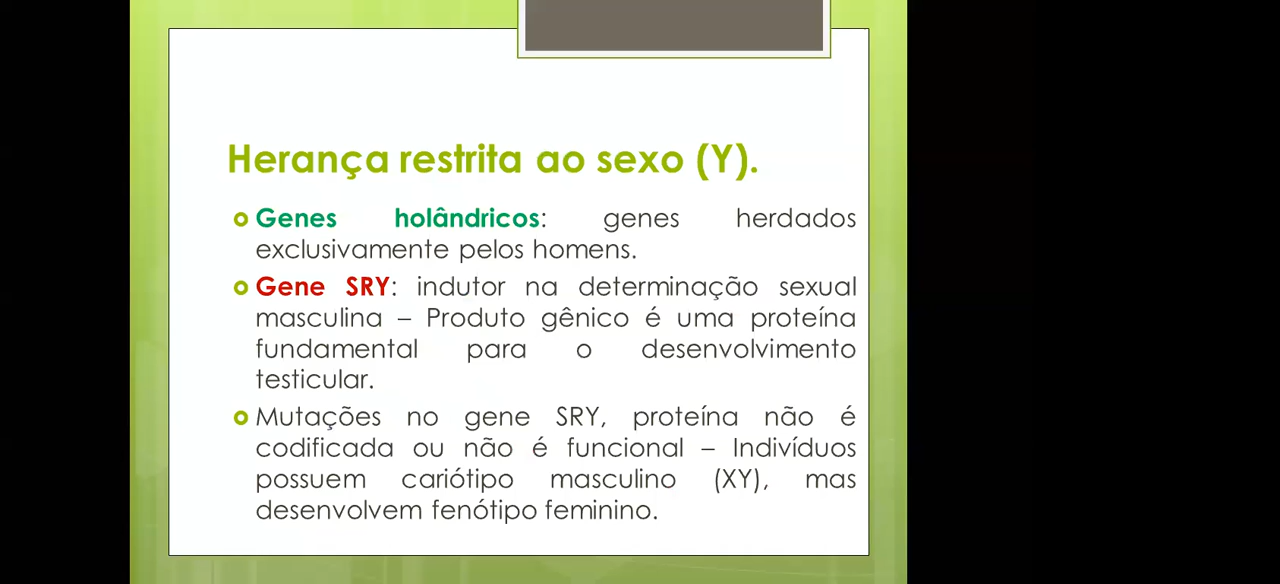 Herança restrita ao sexo (Y).
Genes holândricos: genes herdados
exclusivamente pelos homens.
Gene SRY: indutor na determinação sexual
masculina – Produto gênico é uma proteína
fundamental para o desenvolvimento
testicular.
Mutações no gene SRY, proteína não é
codificada ou não é funcional – Indivíduos
possuem cariótipo masculino (XY), mas
desenvolvem fenótipo feminino.